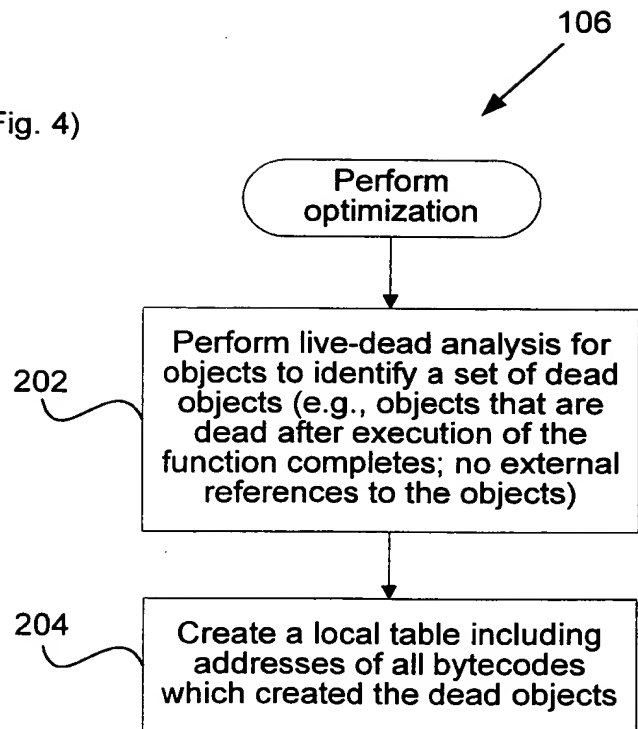 106
Fig. 4)
Perform
optimization
202
Perform live-dead analysis for
objects to identify a set of dead
objects (e.g., objects that are
dead after execution of the
function completes; no external
references to the objects)
204
Create a local table including
addresses of all bytecodes
which created the dead objects